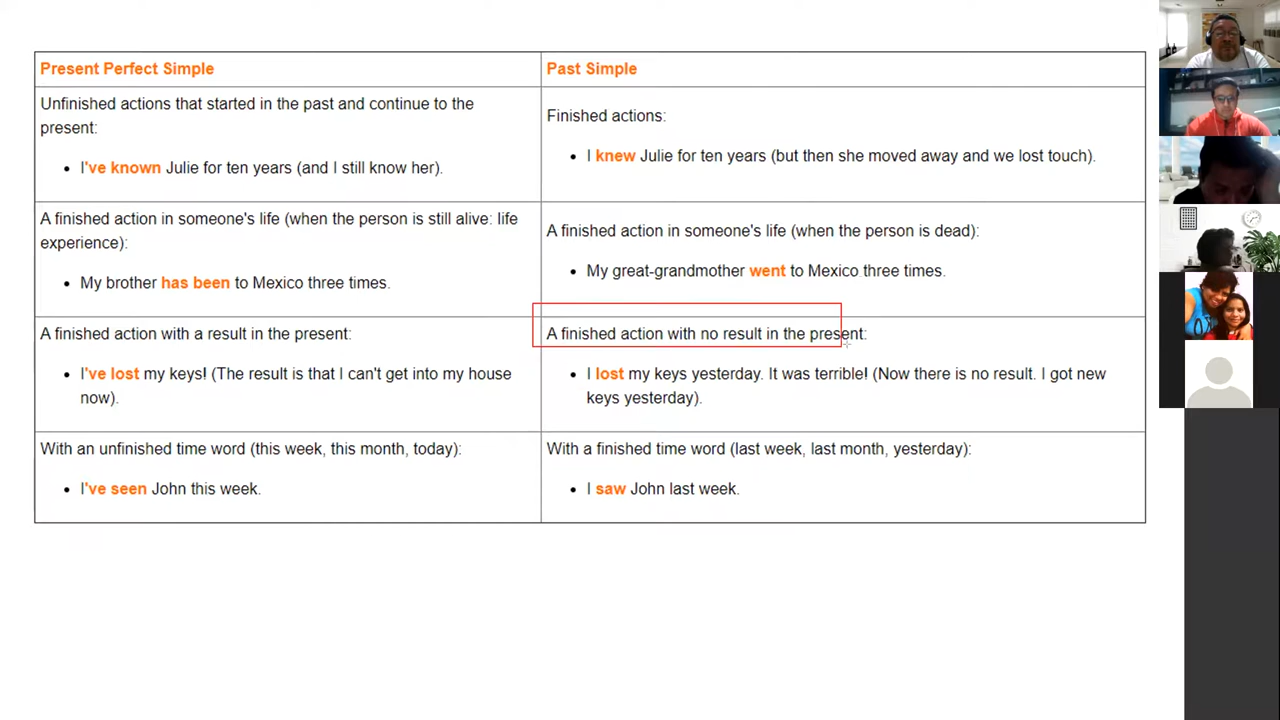 Present Perfect Simple
Past Simple
Unfinished actions that started in the past and continue to the
present:
• I've known Julie for ten years (and I still know her).
Finished actions:
• I knew Julie for ten years (but then she moved away and we lost touch).
A finished action in someone's life (when the person is still alive: life
experience):
• My brother has been to Mexico three times.
A finished action in someone's life (when the person is dead):
• My great-grandmother went to Mexico three times.
A finished action with a result in the present:
• I've lost my keys! (The result is that I can't get into my house
now).
A finished action with no result in the present:
• I lost my keys yesterday. It was terrible! (Now there is no result. I got new
keys yesterday).
With an unfinished time word (this week, this month, today):
• I've seen John this week.
With a finished time word (last week, last month, yesterday):
• I saw John last week.